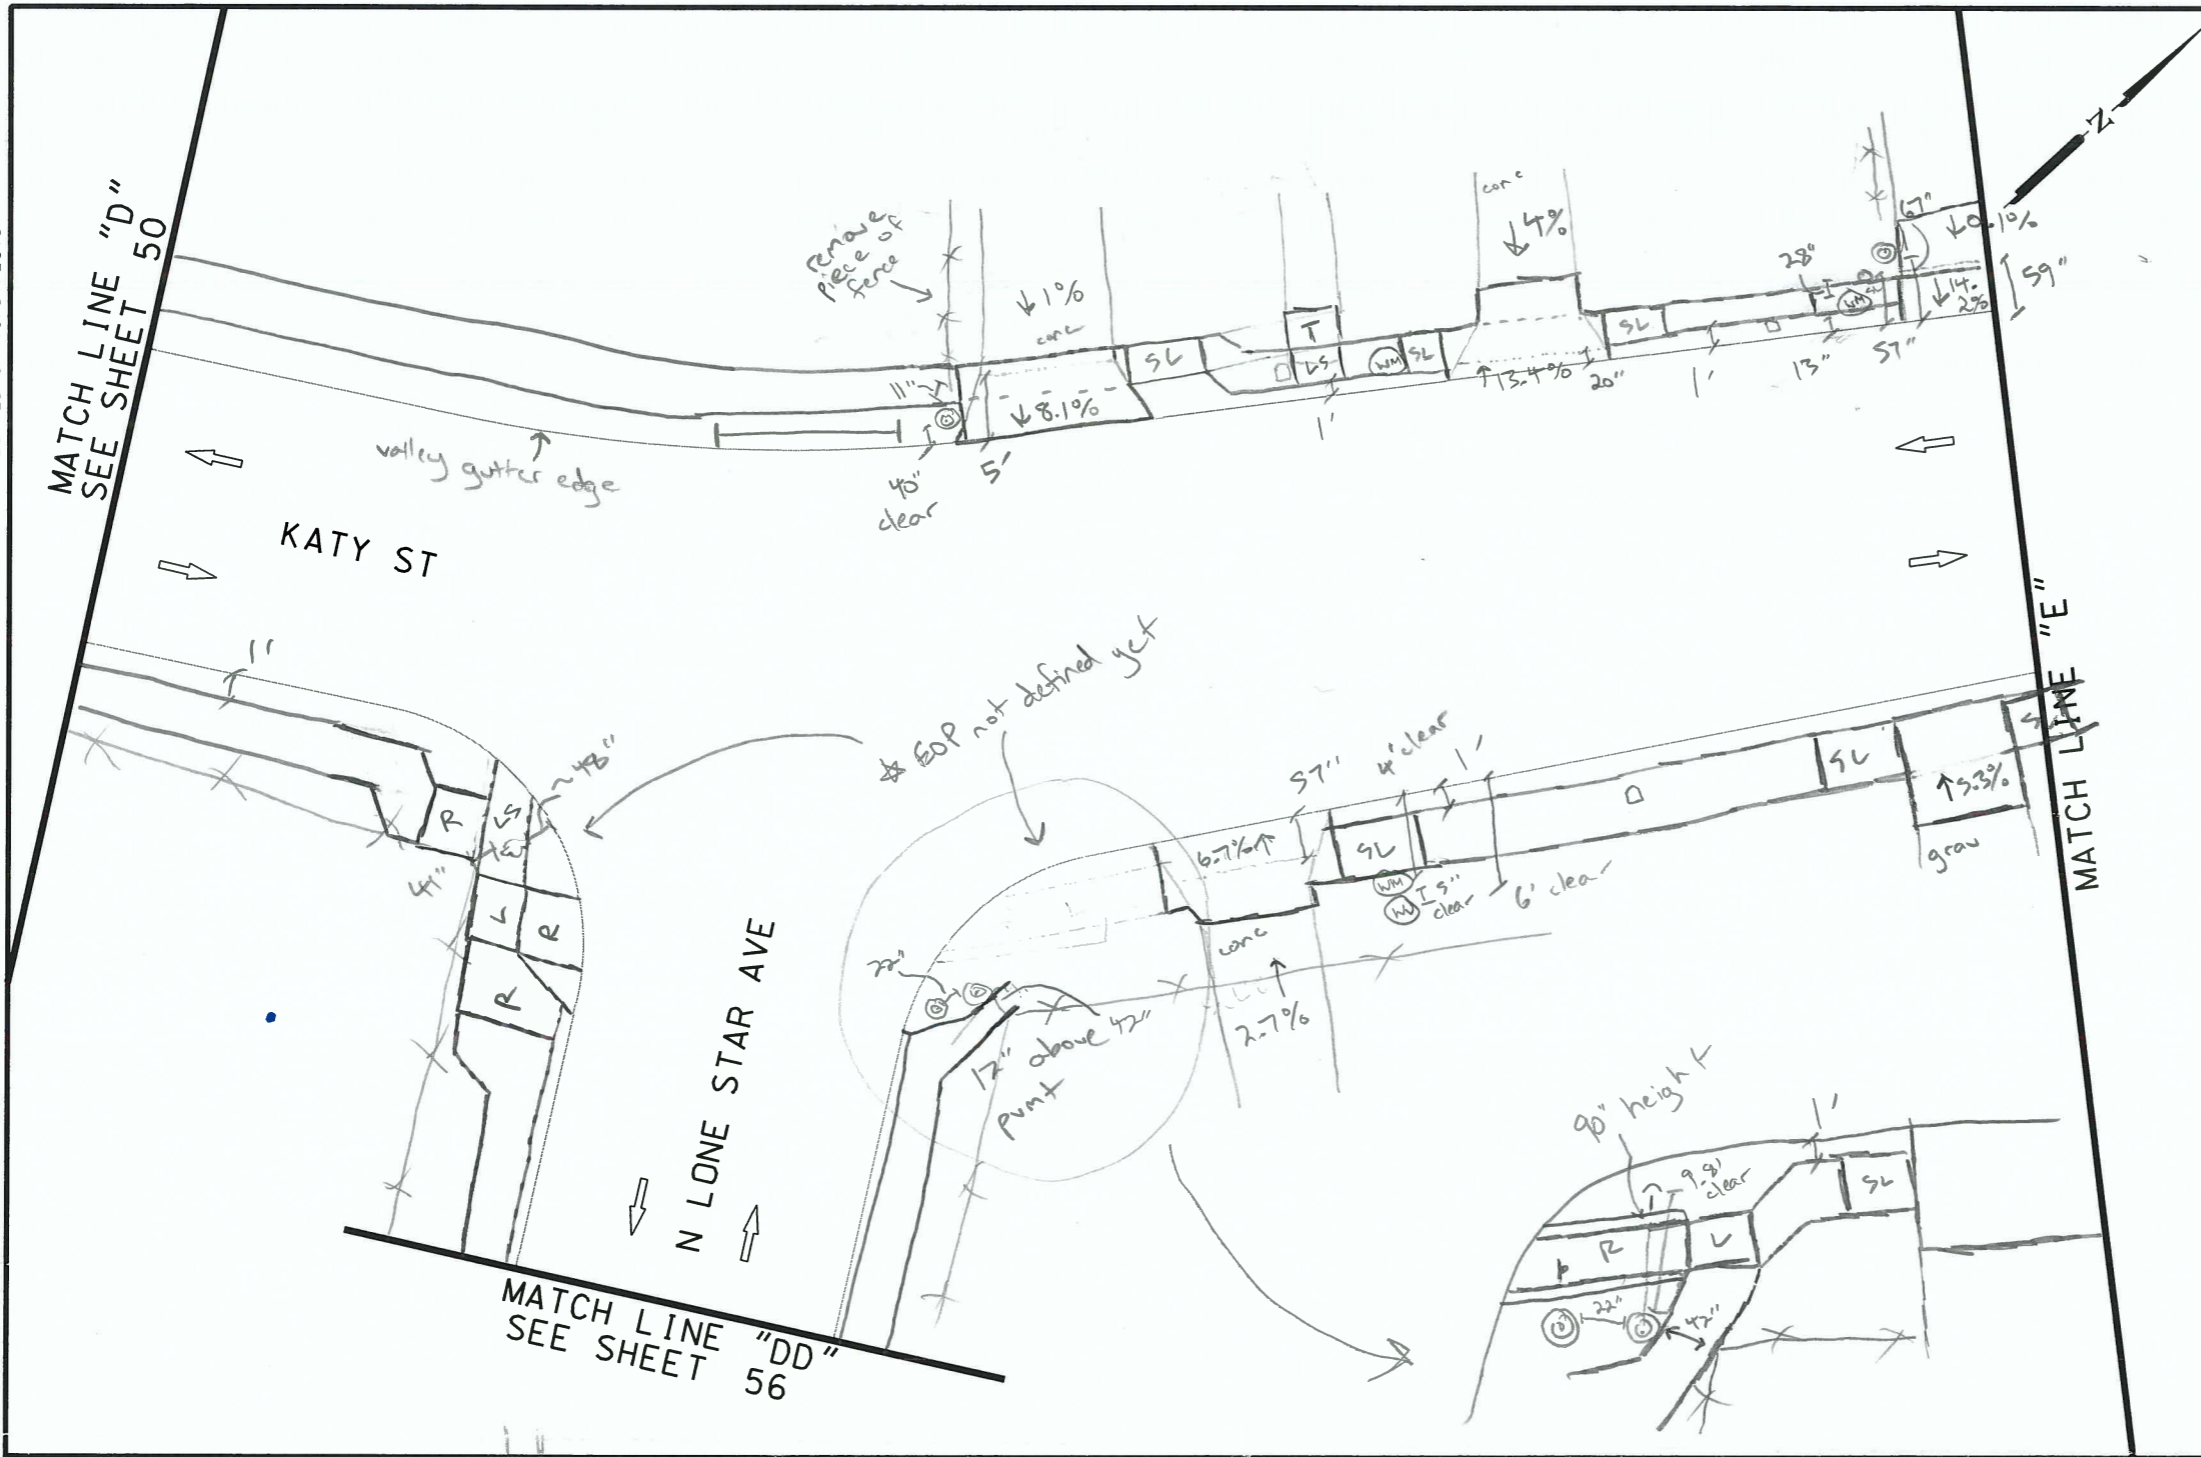 MATCH LINE "D"
SEE SHEET 50
N
remove
piece of
fence
↓ 1%
conc
conc
↓ 4%
67"
↓ 0.1%
59"
28"
WM
↓ 14.
2%
SL
T
LS
WM
SL
SL
11"
↓ 8.1%
↑ 13.4%
20"
1'
13"
57"
1'
5'
40"
clear
valley gutter edge
KATY ST
1'
~48"
☆ EOP not defined yet
MATCH LINE "E"
R
LS
41"
L
R
R
57"
4' clear
1'
6.7% ↑
SL
WM
5"
clear
6' clear
SL
↑ 5.3%
SL
grav
conc
↑
2.7%
22"
42"
12" above
pvmt
N LONE STAR AVE
MATCH LINE "DD"
SEE SHEET 56
90" height
1'
9.8'
clear
SL
R
L
22"
42"